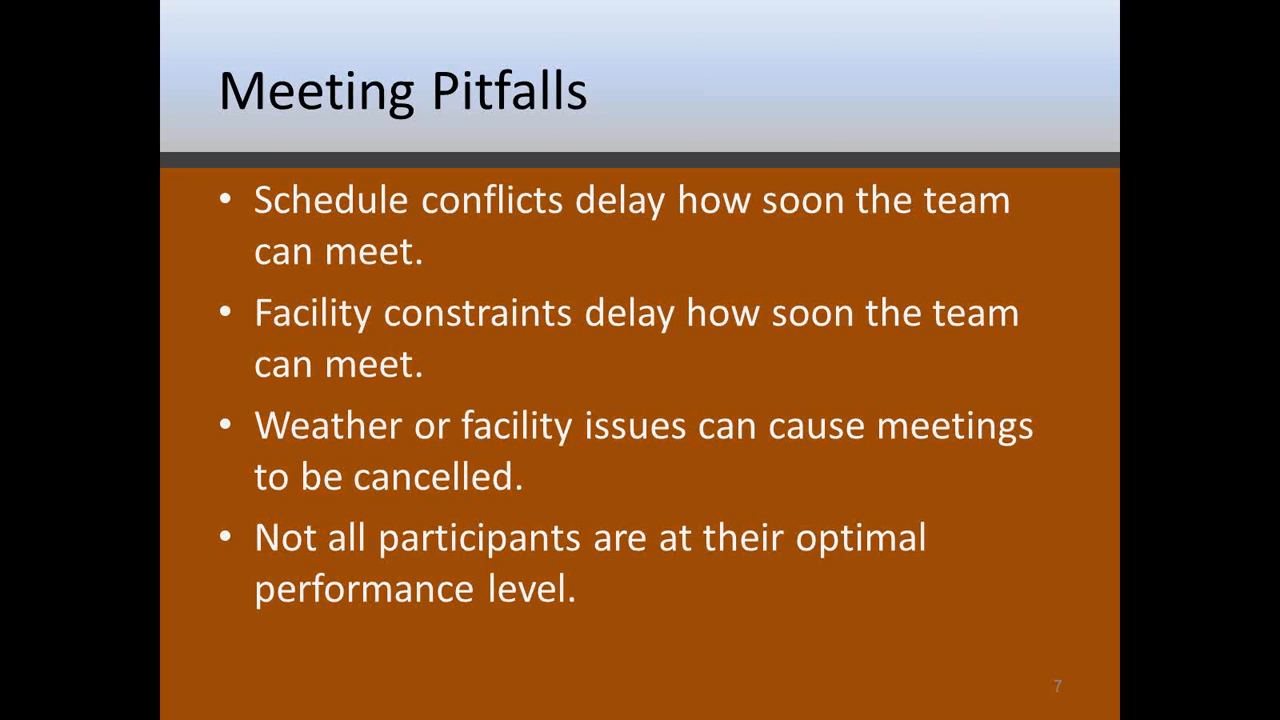 Meeting Pitfalls
• Schedule conflicts delay how soon the team
can meet.
• Facility constraints delay how soon the team
can meet.
• Weather or facility issues can cause meetings
to be cancelled.
• Not all participants are at their optimal
performance level.
7